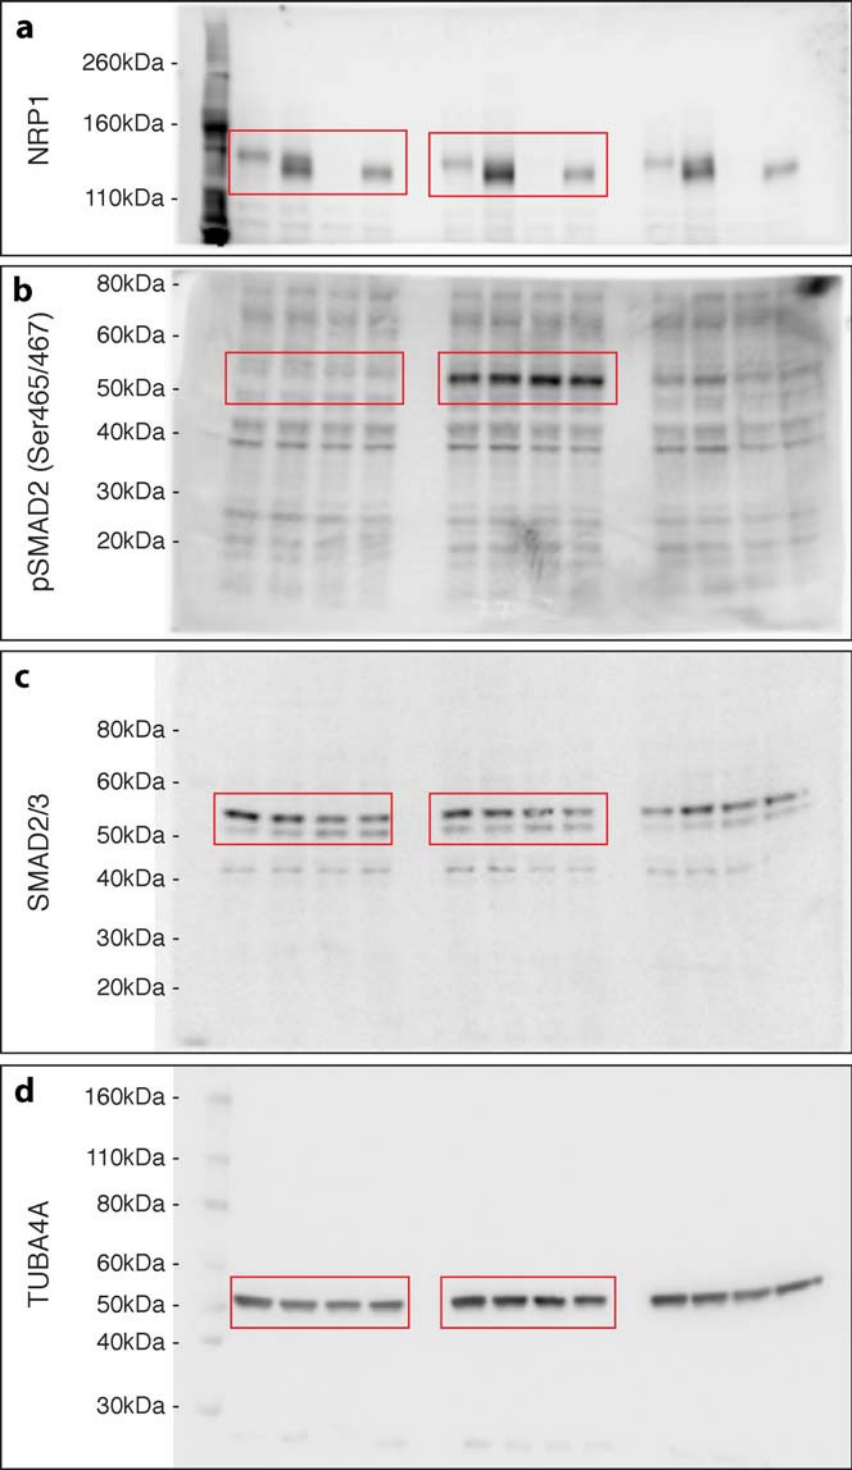 a
NRP1
260kDa -
160kDa -
110kDa -
b
pSMAD2 (Ser465/467)
80kDa -
60kDa -
50kDa -
40kDa -
30kDa -
20kDa -
c
SMAD2/3
80kDa -
60kDa -
50kDa -
40kDa -
30kDa -
20kDa -
d
TUBA4A
160kDa -
110kDa -
80kDa -
60kDa -
50kDa -
40kDa -
30kDa -